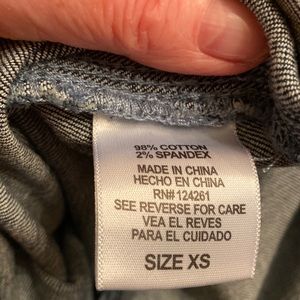 98% COTTON
2% SPANDEX
MADE IN CHINA
HECHO EN CHINA
RN# 124261
SEE REVERSE FOR CARE
VEA EL REVES
PARA EL CUIDADO
SIZE XS